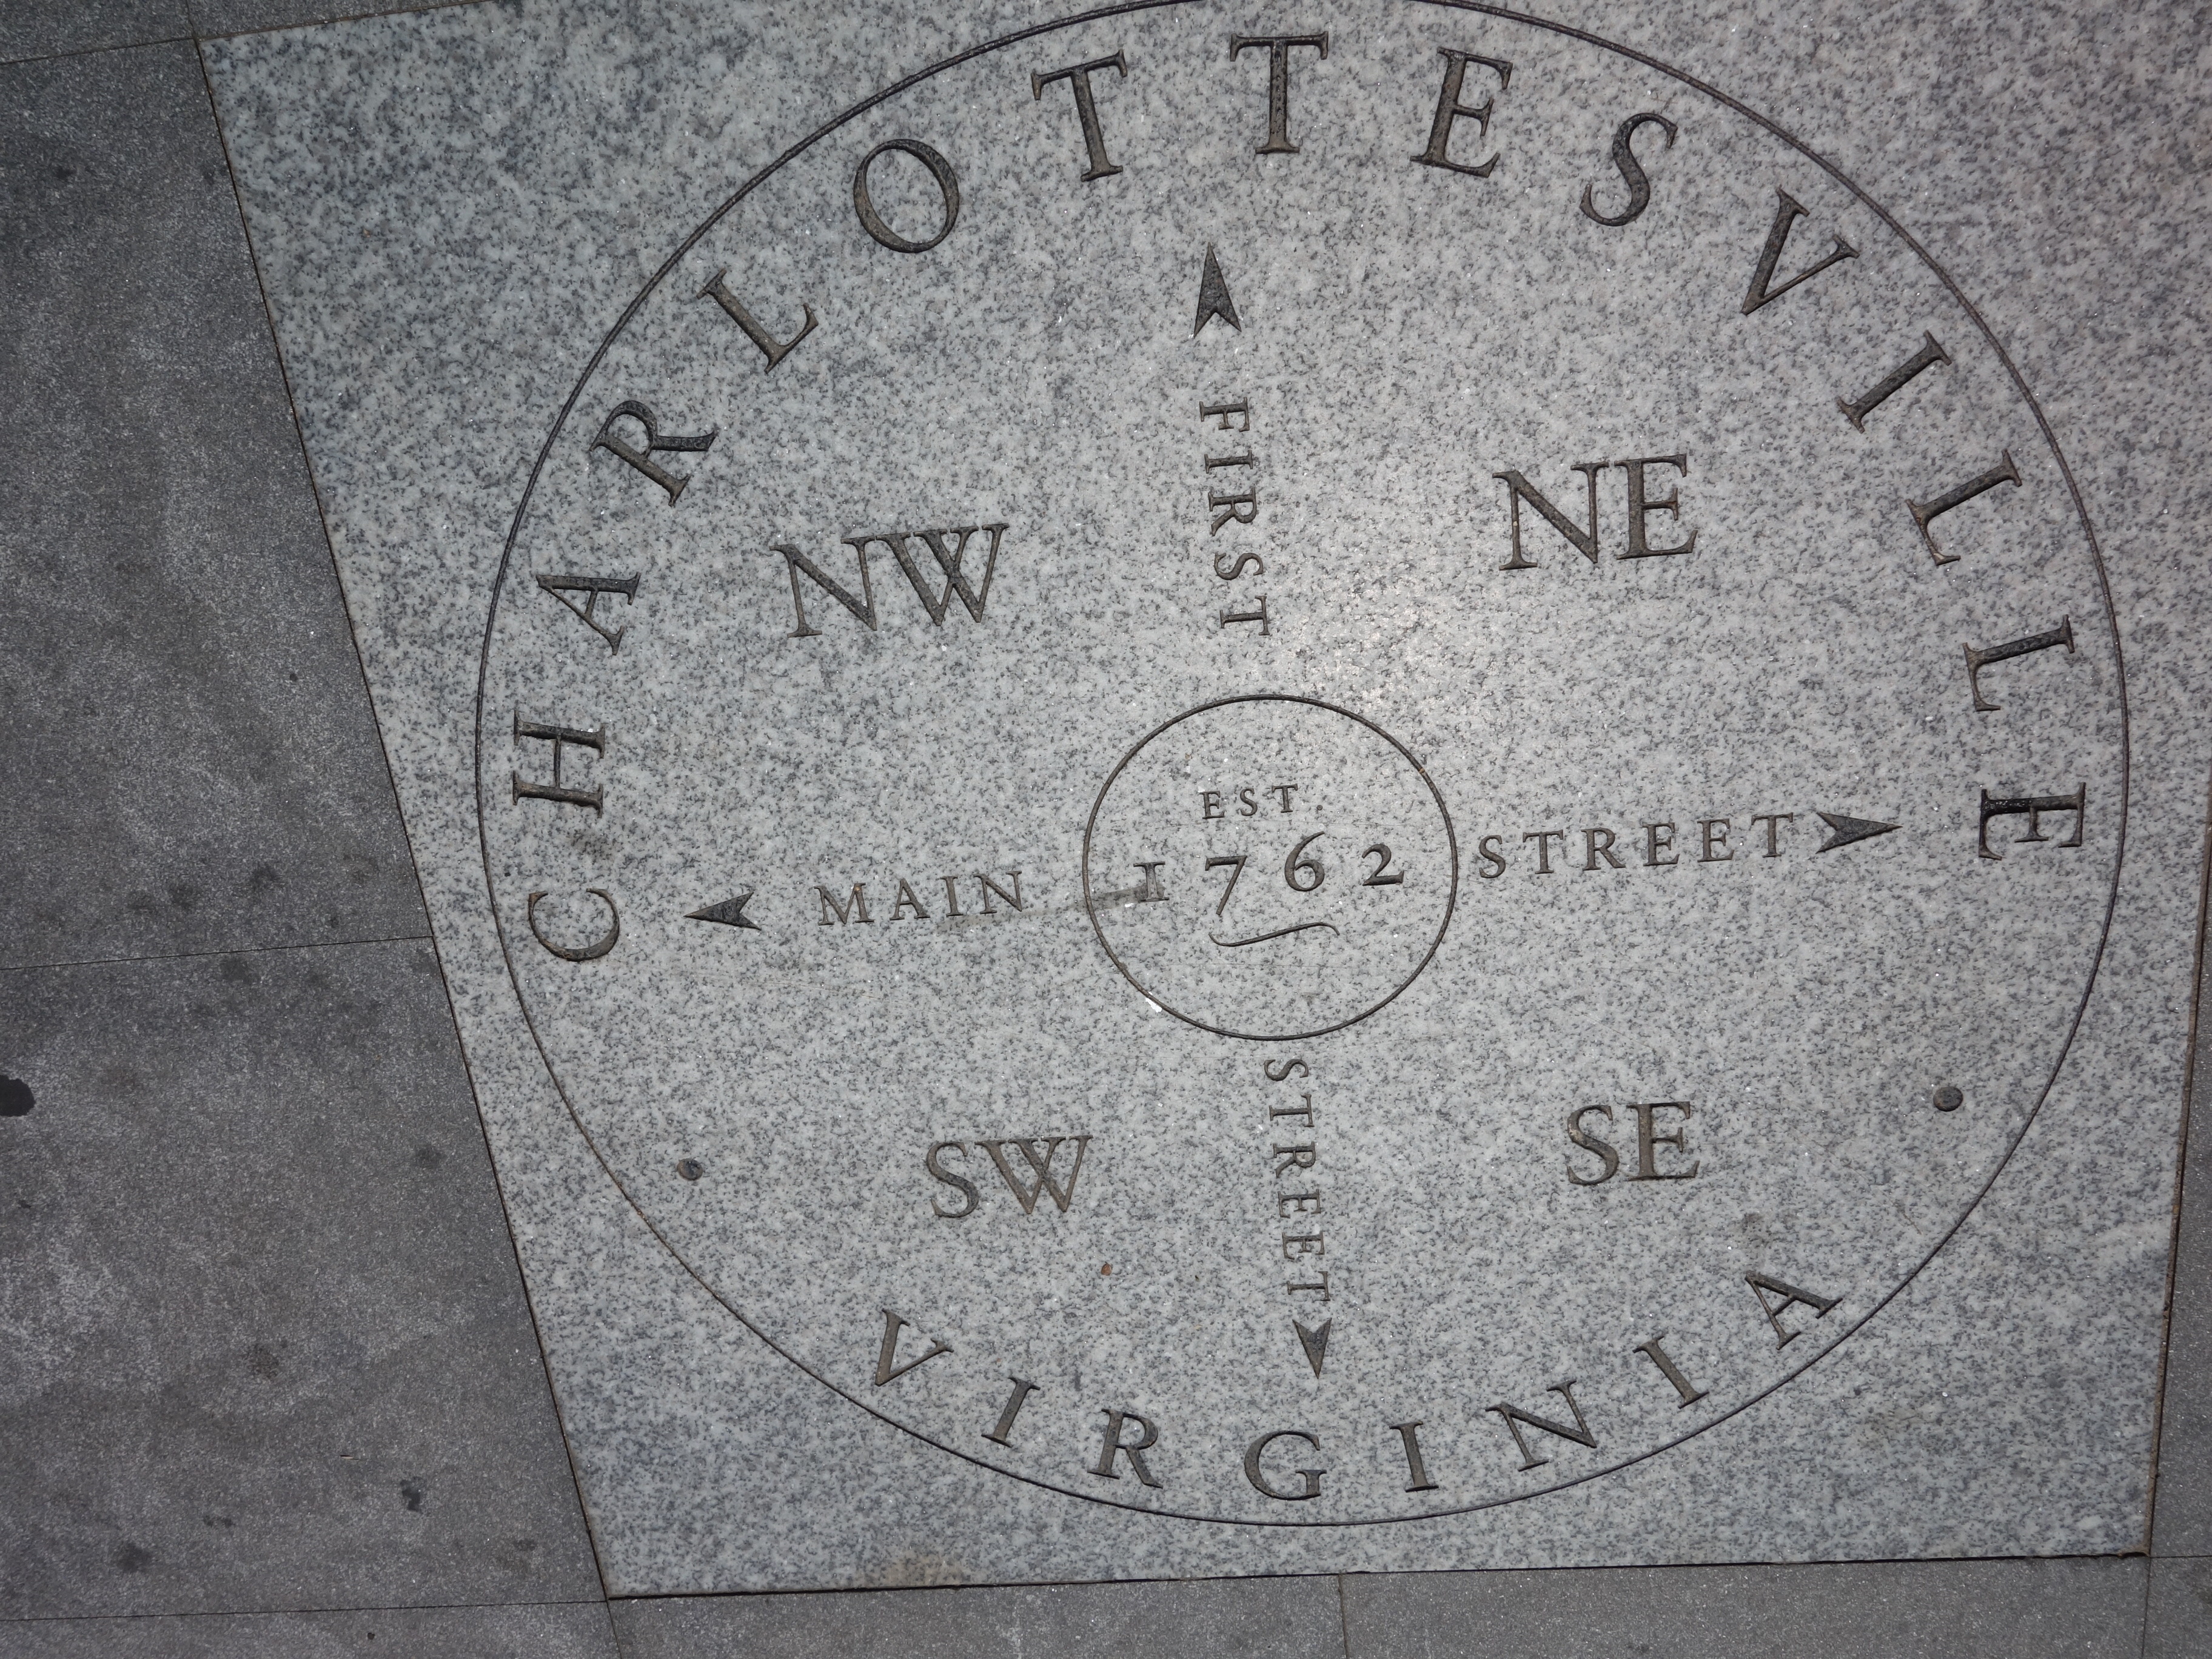 CHARLOTTESVILLE
NW
NE
FIRST
EST.
MAIN 1762 STREET
STREET
SW
SE
VIRGINIA